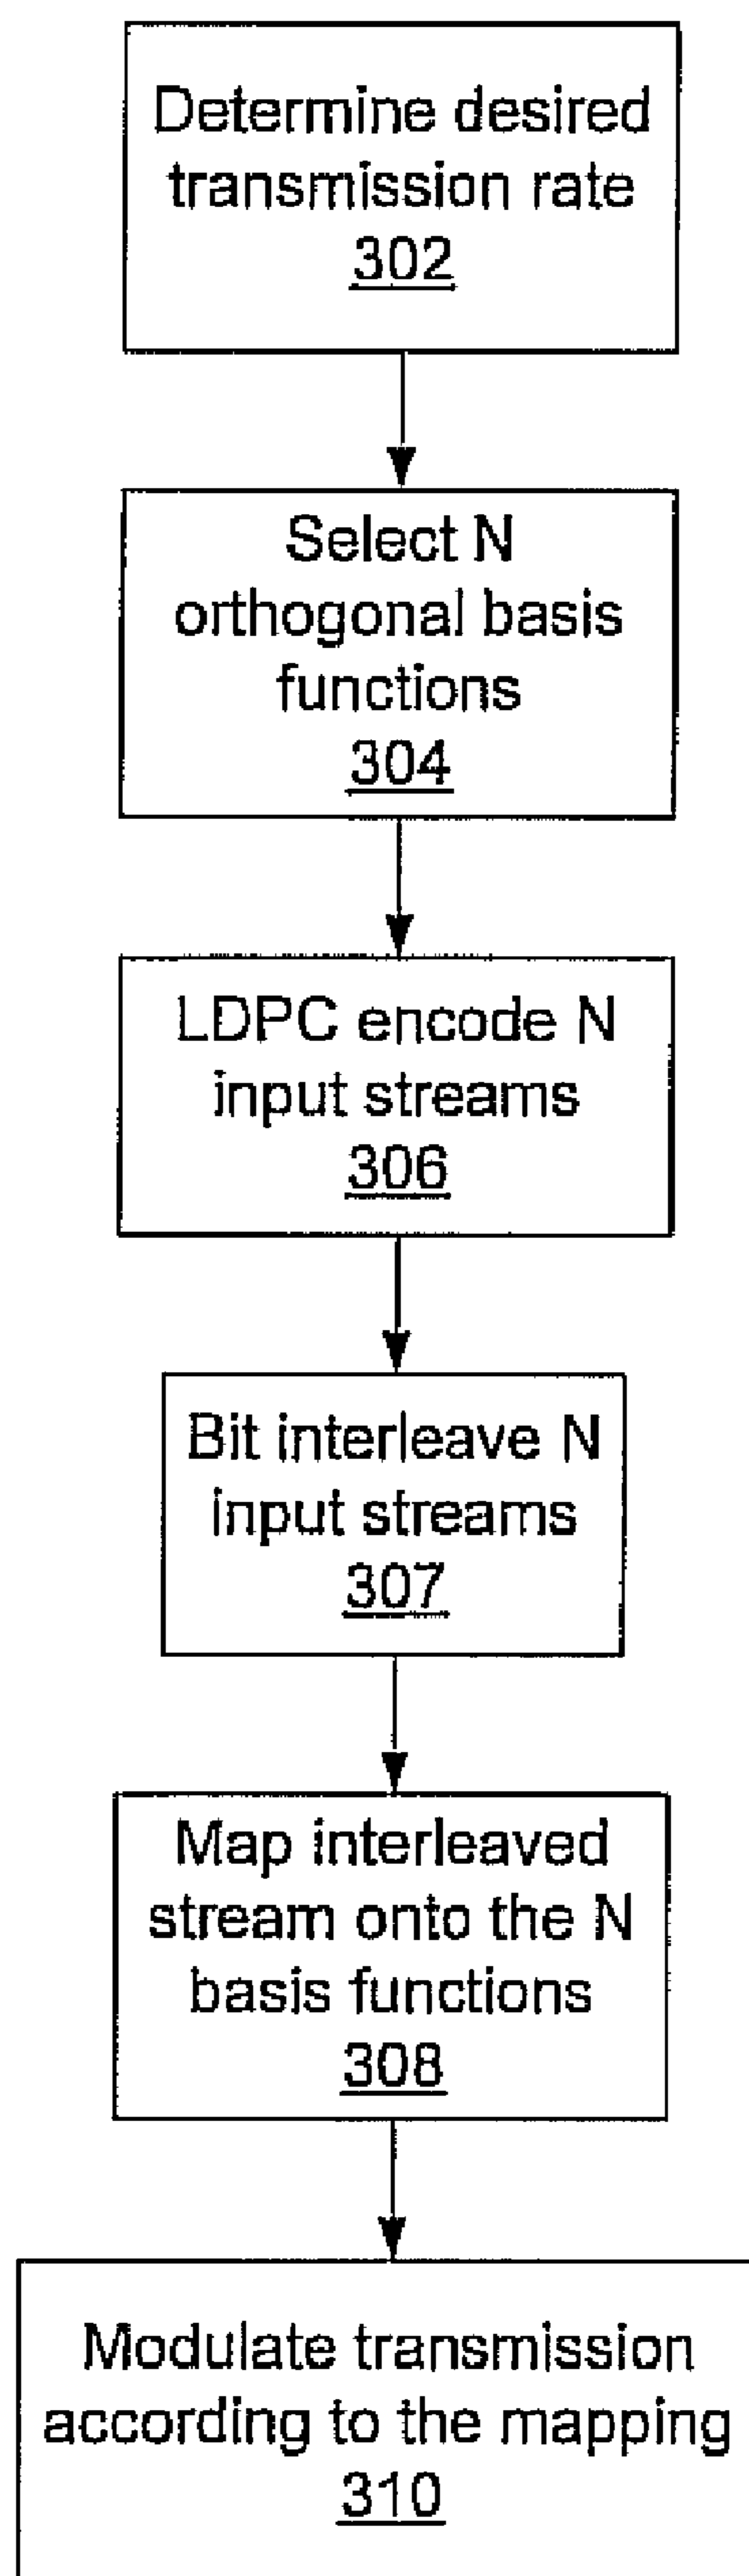 Determine desired
transmission rate
302
Select N
orthogonal basis
functions
304
LDPC encode N
input streams
306
Bit interleave N
input streams
307
Map interleaved
stream onto the N
basis functions
308
Modulate transmission
according to the mapping
310